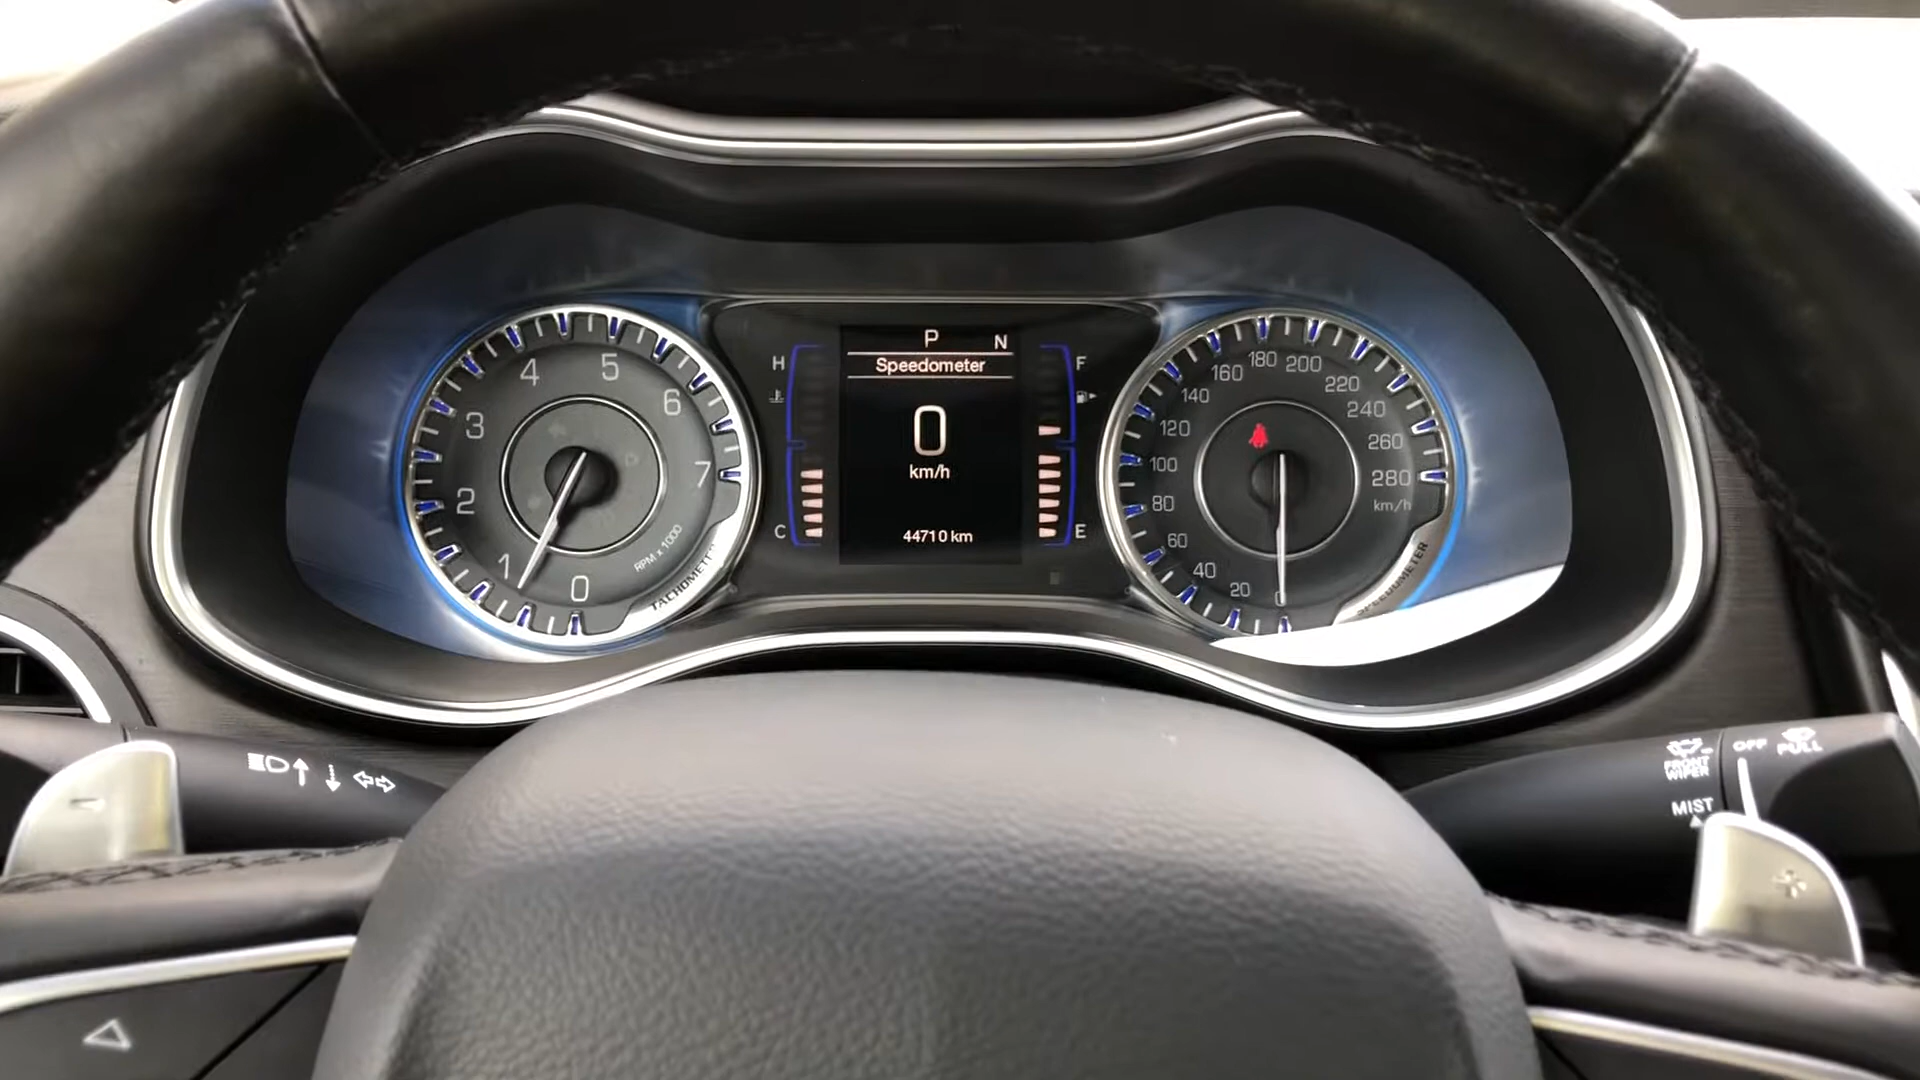 P
N
Speedometer
0
km/h
44710 km
H
C
F
E
0
1
2
3
4
5
6
7
RPM x 1000
TACHOMETER
20
40
60
80
100
120
140
160
180
200
220
240
260
280
km/h
SPEEDOMETER
FRONT
WIPER
OFF
PULL
MIST
-
+